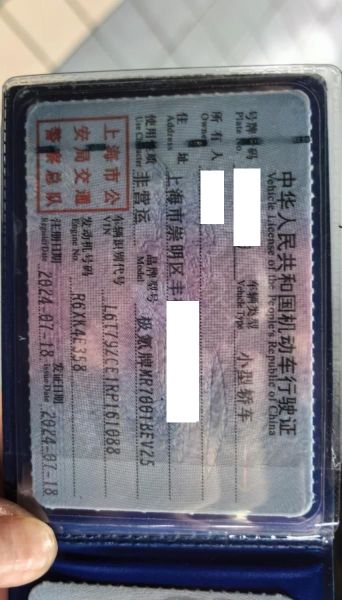 中华人民共和国机动车行驶证
Vehicle License of the People's Republic of China
号牌号码 车辆类型 小型轿车
Plate No. Vehicle Type
所有人
Owner
住址 上海市崇明区
Address
使用性质 非营运 品牌型号 极氪牌MR7001BEV25
Use Character Model
上海市公
安局交通
警察总队
车辆识别代号
VIN
发动机号码
Engine No.
注册日期 2024-07-18 发证日期 2024-07-18
Register Date Issue Date